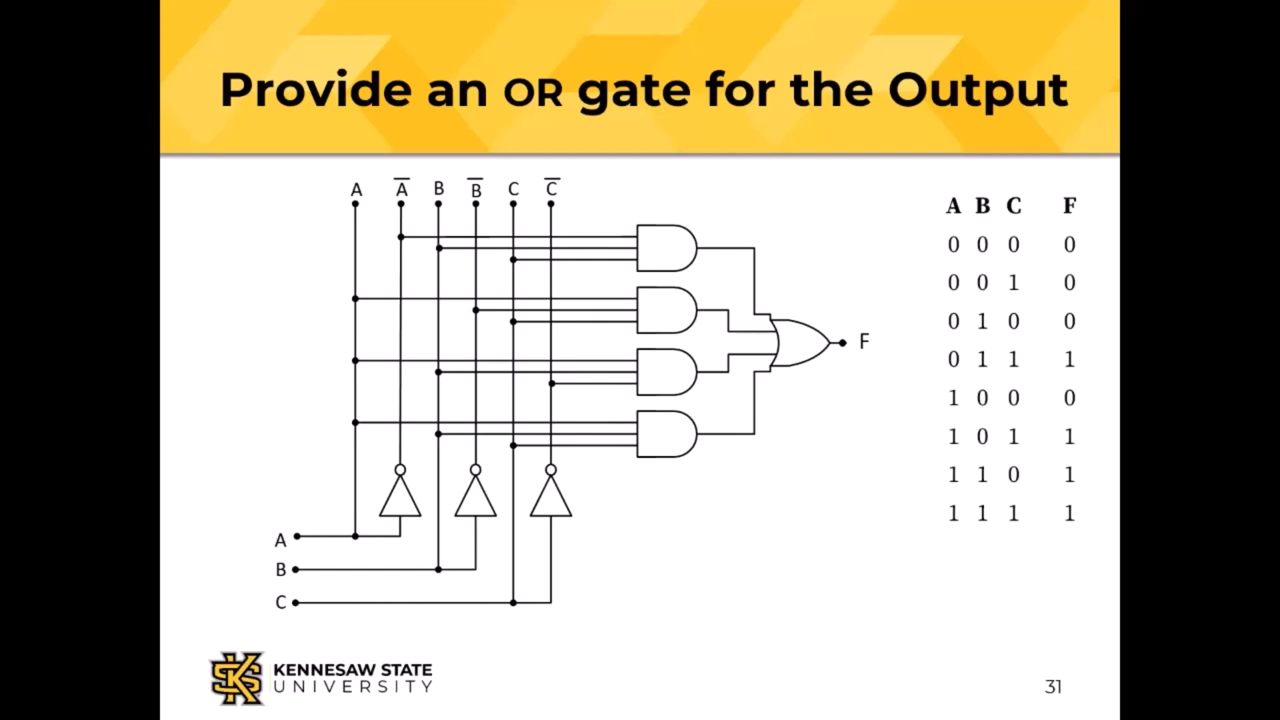 Provide an OR gate for the Output
A A̅ B B̅ C C̅
A B C F
0 0 0 0
0 0 1 0
0 1 0 0
0 1 1 1
1 0 0 0
1 0 1 1
1 1 0 1
1 1 1 1
F
A
B
C
KENNESAW STATE
UNIVERSITY
31